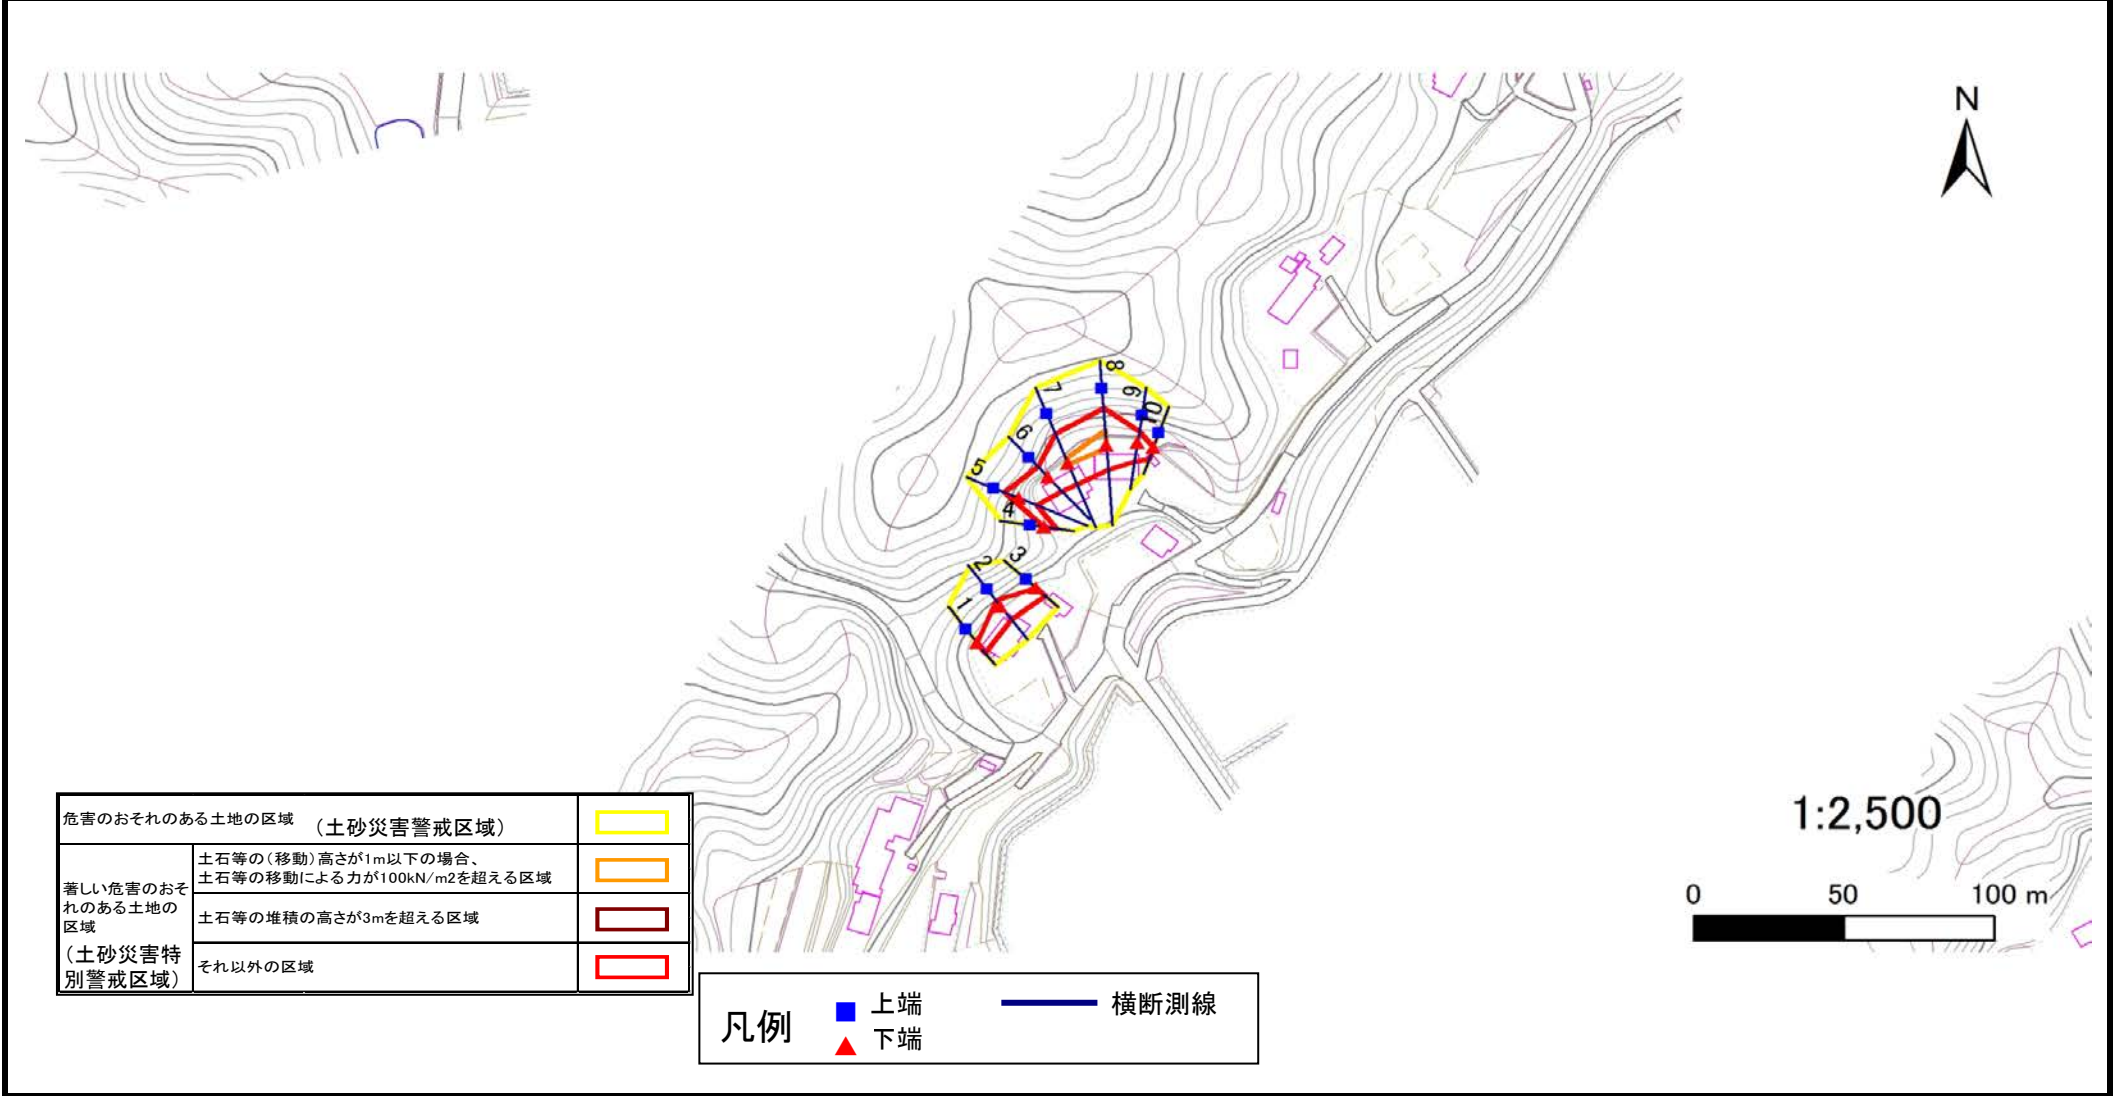 N
8
7
9
10
6
5
4
3
2
1
1:2,500
0 50 100 m
危害のおそれのある土地の区域 (土砂災害警戒区域)
著しい危害のおそ
れのある土地の
区域
(土砂災害特
別警戒区域)
土石等の(移動)高さが1m以下の場合、
土石等の移動による力が100kN/m2を超える区域
土石等の堆積の高さが3mを超える区域
それ以外の区域
凡例
上端
下端
横断測線